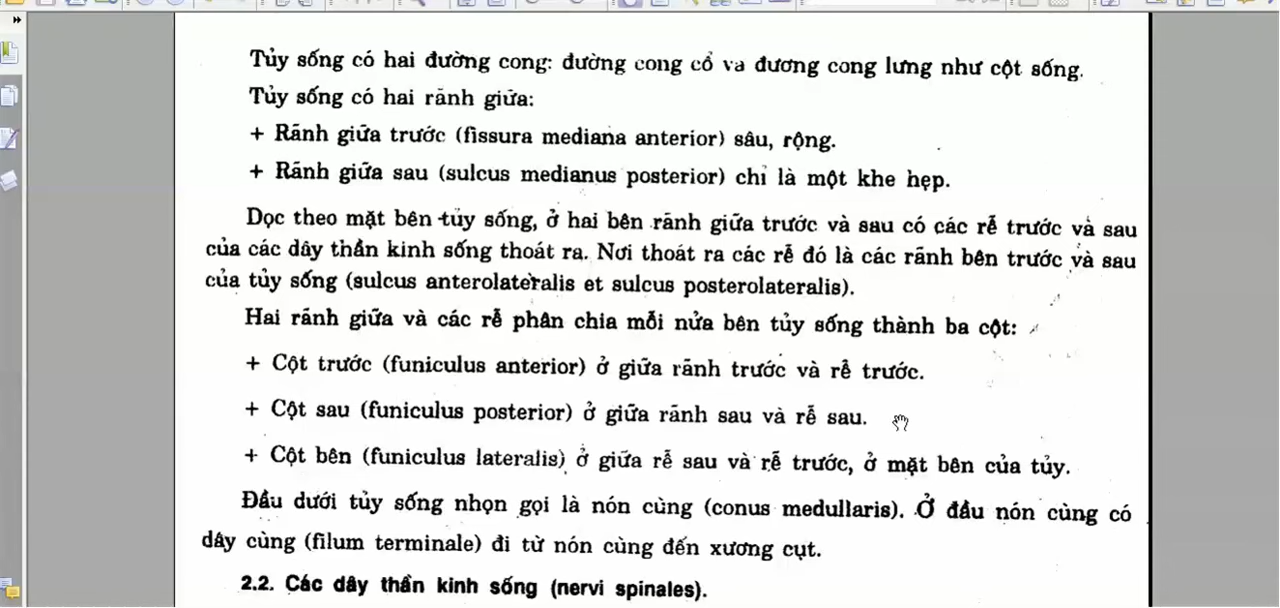 Tủy sống có hai đường cong: đường cong cổ va đương cong lưng như cột sống.
Tủy sống có hai rãnh giữa:
+ Rãnh giữa trước (fissura mediana anterior) sâu, rộng.
+ Rãnh giữa sau (sulcus medianus posterior) chỉ là một khe hẹp.
Dọc theo mặt bên tủy sống, ở hai bên rãnh giữa trước và sau có các rễ trước và sau
của các dây thần kinh sống thoát ra. Nơi thoát ra các rễ đó là các rãnh bên trước và sau
của tủy sống (sulcus anterolateralis et sulcus posterolateralis).
Hai rãnh giữa và các rễ phân chia mỗi nửa bên tủy sống thành ba cột:
+ Cột trước (funiculus anterior) ở giữa rãnh trước và rễ trước.
+ Cột sau (funiculus posterior) ở giữa rãnh sau và rễ sau.
+ Cột bên (funiculus lateralis) ở giữa rễ sau và rễ trước, ở mặt bên của tủy.
Đầu dưới tủy sống nhọn gọi là nón cùng (conus medullaris). Ở đầu nón cùng có
dây cùng (filum terminale) đi từ nón cùng đến xương cụt.
2.2. Các dây thần kinh sống (nervi spinales).